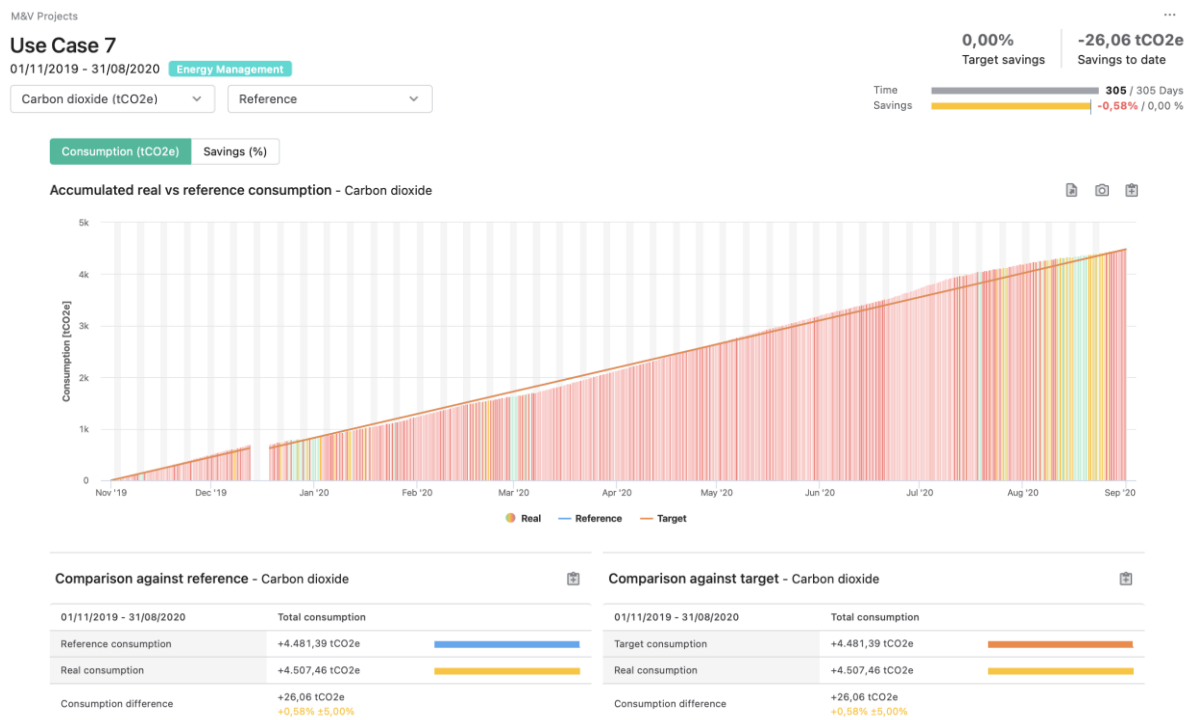 M&V Projects
...
Use Case 7
01/11/2019 - 31/08/2020 Energy Management
Carbon dioxide (tCO2e) Reference
0,00% -26,06 tCO2e
Target savings Savings to date
Time 305 / 305 Days
Savings -0,58% / 0,00 %
Consumption (tCO2e) Savings (%)
Accumulated real vs reference consumption - Carbon dioxide
Consumption [tCO2e]
5k
4k
3k
2k
1k
0
Nov '19 Dec '19 Jan '20 Feb '20 Mar '20 Apr '20 May '20 Jun '20 Jul '20 Aug '20 Sep '20
Real Reference Target
Comparison against reference - Carbon dioxide
01/11/2019 - 31/08/2020 Total consumption
Reference consumption +4.481,39 tCO2e
Real consumption +4.507,46 tCO2e
Consumption difference +26,06 tCO2e
+0,58% ±5,00%
Comparison against target - Carbon dioxide
01/11/2019 - 31/08/2020 Total consumption
Target consumption +4.481,39 tCO2e
Real consumption +4.507,46 tCO2e
Consumption difference +26,06 tCO2e
+0,58% ±5,00%